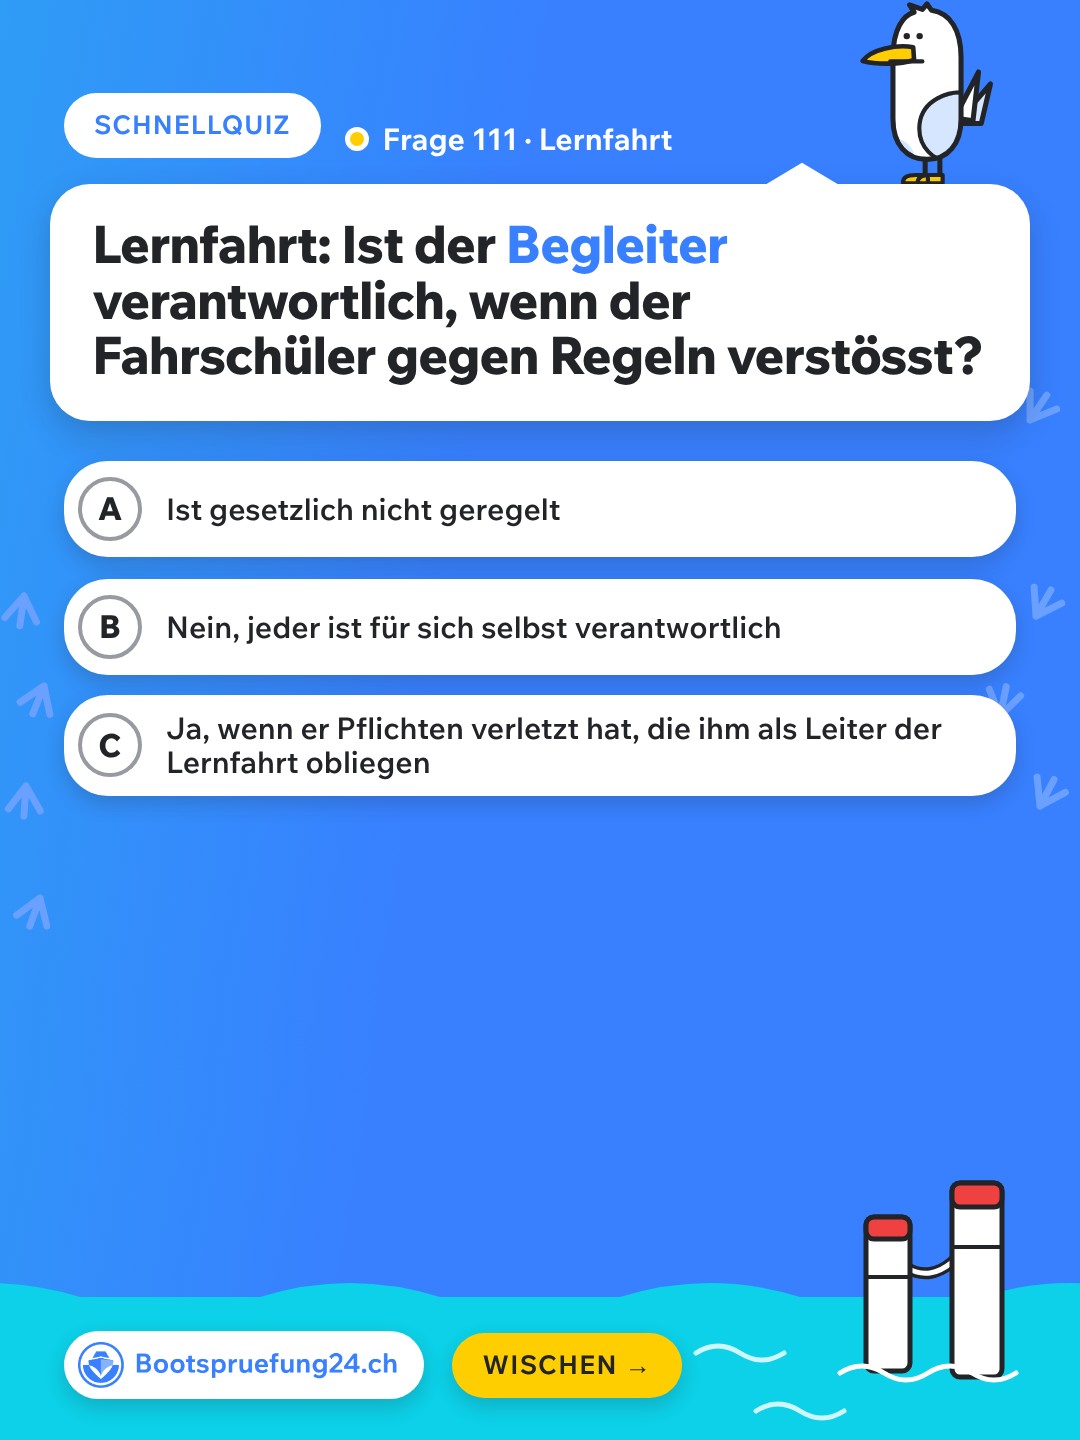 SCHNELLQUIZ
Frage 111 · Lernfahrt
Lernfahrt: Ist der Begleiter
verantwortlich, wenn der
Fahrschüler gegen Regeln verstösst?
A Ist gesetzlich nicht geregelt
B Nein, jeder ist für sich selbst verantwortlich
C Ja, wenn er Pflichten verletzt hat, die ihm als Leiter der
Lernfahrt obliegen
Bootspruefung24.ch
WISCHEN →